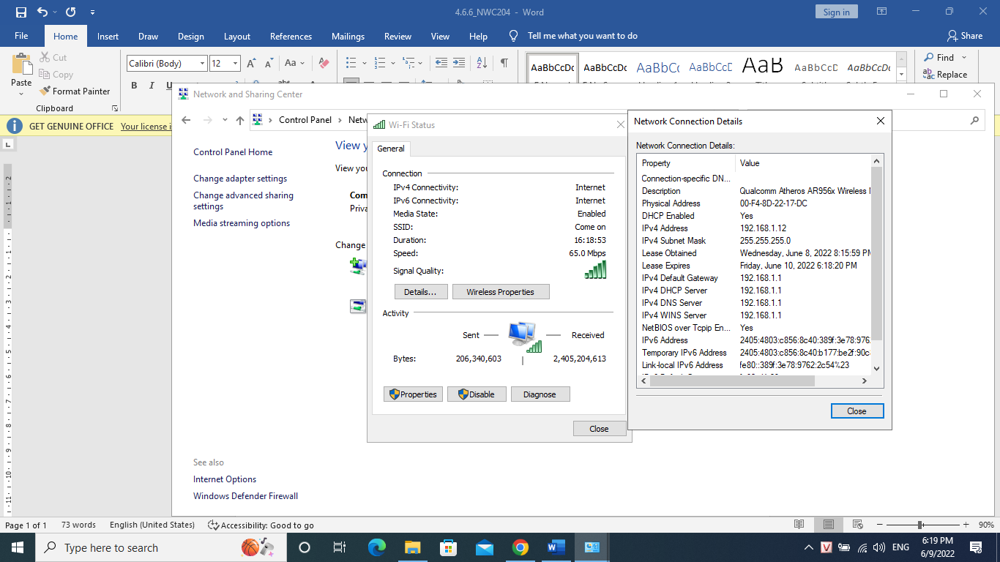 4.6.6_NWC204 - Word
Sign in
File Home Insert Draw Design Layout References Mailings Review View Help Tell me what you want to do Share
Cut
Copy
Paste
Format Painter
Clipboard
Calibri (Body) 12
Aa
B I
AaBbCcDc AaBbCcDc AaBbCc AaBbCcD AaB AaBbCcD AaBbCcDc
Find
Replace
GET GENUINE OFFICE Your license i
Network and Sharing Center
Control Panel Netw
Control Panel Home
Change adapter settings
Change advanced sharing
settings
Media streaming options
View y
View you
Com
Priva
Change
See also
Internet Options
Windows Defender Firewall
Wi-Fi Status
General
Connection
IPv4 Connectivity: Internet
IPv6 Connectivity: Internet
Media State: Enabled
SSID: Come on
Duration: 16:18:53
Speed: 65.0 Mbps
Signal Quality:
Details... Wireless Properties
Activity
Sent Received
Bytes: 206,340,603 2,405,204,613
Properties Disable Diagnose
Close
Network Connection Details
Network Connection Details:
Property Value
Connection-specific DN...
Description Qualcomm Atheros AR956x Wireless
Physical Address 00-F4-8D-22-17-DC
DHCP Enabled Yes
IPv4 Address 192.168.1.12
IPv4 Subnet Mask 255.255.255.0
Lease Obtained Wednesday, June 8, 2022 8:15:59 PM
Lease Expires Friday, June 10, 2022 6:18:20 PM
IPv4 Default Gateway 192.168.1.1
IPv4 DHCP Server 192.168.1.1
IPv4 DNS Server 192.168.1.1
IPv4 WINS Server 192.168.1.1
NetBIOS over Tcpip En... Yes
IPv6 Address 2405:4803:c856:8c40:389f:3e78:976
Temporary IPv6 Address 2405:4803:c856:8c40:b177:be2f:90c
Link-local IPv6 Address fe80::389f:3e78:9762:2c54%23
Close
Page 1 of 1 73 words English (United States) Accessibility: Good to go 90%
Type here to search
ENG
6:19 PM
6/9/2022